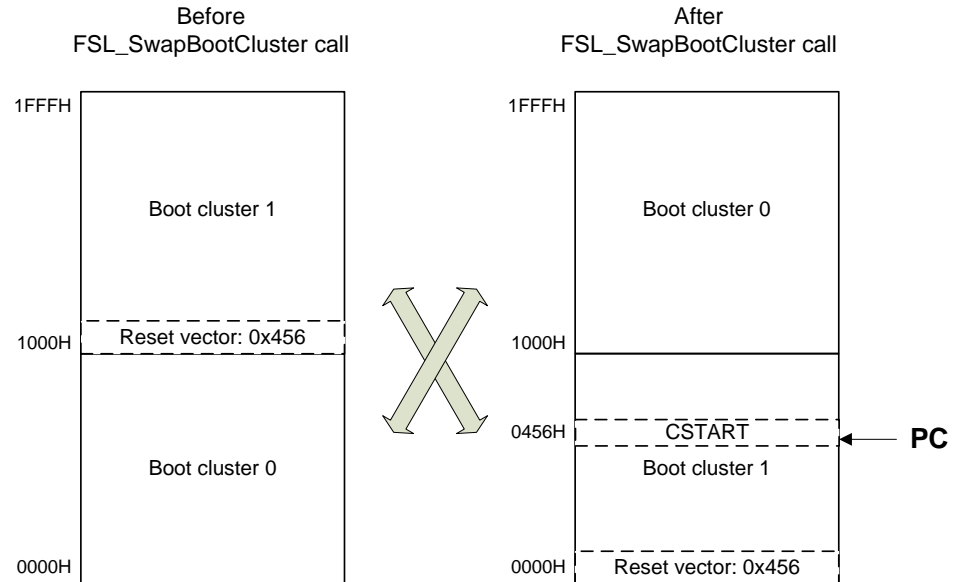 Before
FSL_SwapBootCluster call
1FFFH
Boot cluster 1
Reset vector: 0x456
1000H
Boot cluster 0
0000H
After
FSL_SwapBootCluster call
1FFFH
Boot cluster 0
1000H
0456H
CSTART
PC
Boot cluster 1
0000H
Reset vector: 0x456